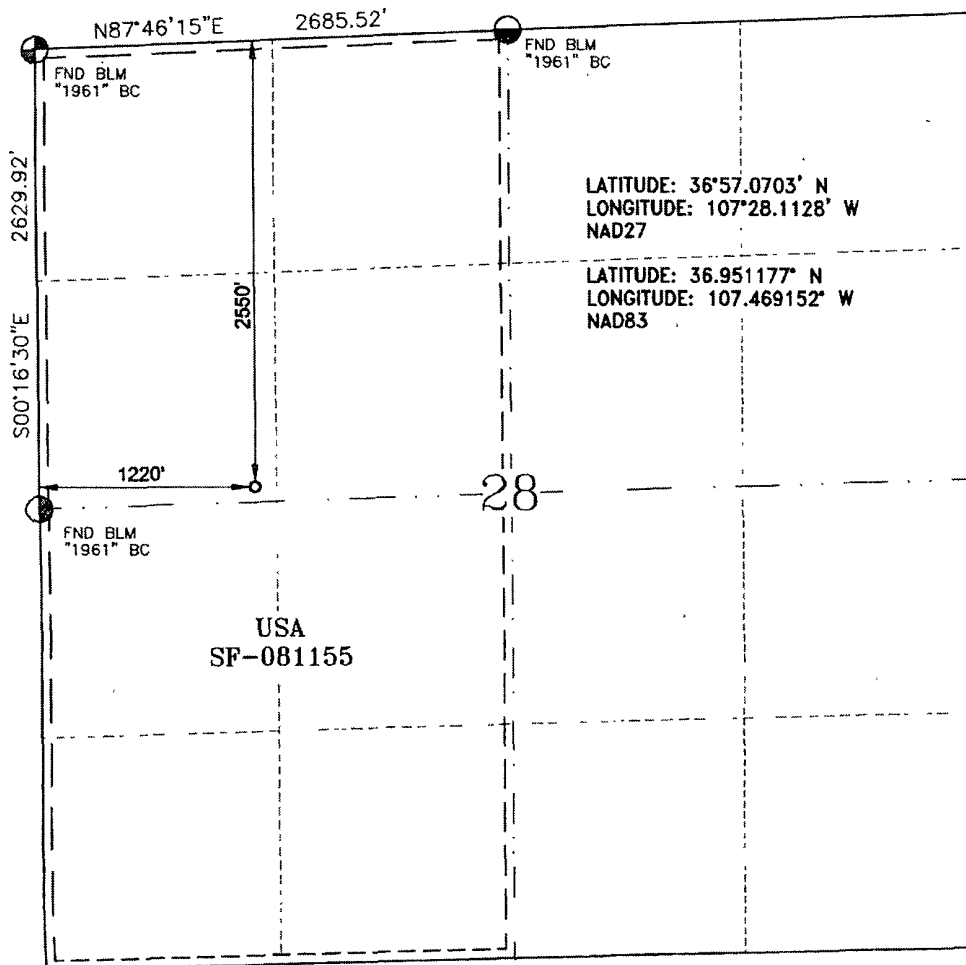 N87°46'15"E 2685.52'
FND BLM
"1961" BC
FND BLM
"1961" BC
S00°16'30"E 2629.92'
LATITUDE: 36°57.0703' N
LONGITUDE: 107°28.1128' W
NAD27
LATITUDE: 36.951177° N
LONGITUDE: 107.469152° W
NAD83
2550'
1220'
28
FND BLM
"1961" BC
USA
SF-081155